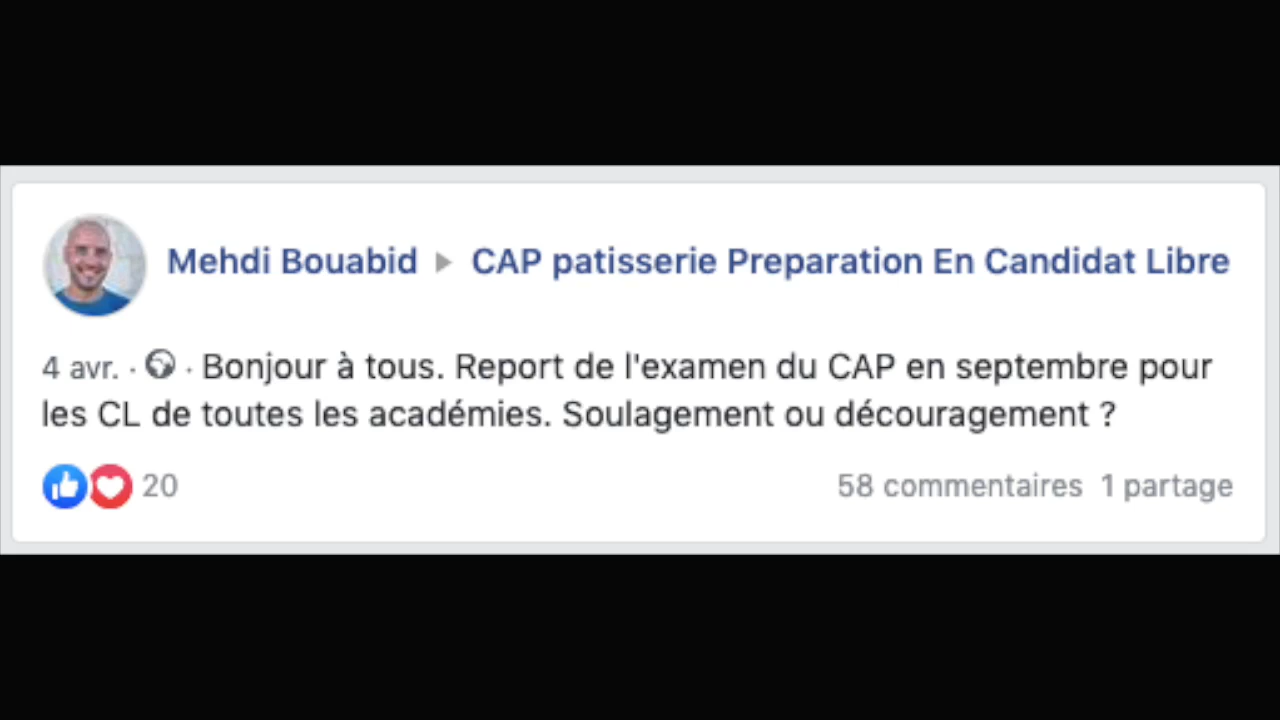 Mehdi Bouabid ▸ CAP patisserie Preparation En Candidat Libre
4 avr. · · Bonjour à tous. Report de l'examen du CAP en septembre pour
les CL de toutes les académies. Soulagement ou découragement ?
20 58 commentaires 1 partage